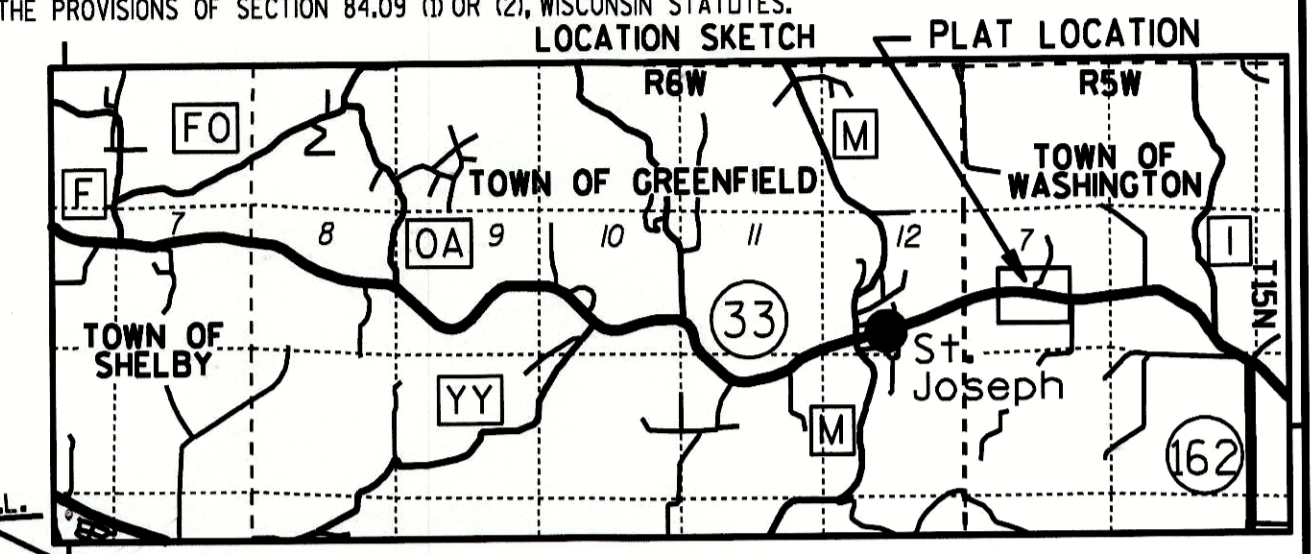 THE PROVISIONS OF SECTION 84.09 (1) OR (2), WISCONSIN STATUTES.
LOCATION SKETCH
PLAT LOCATION
R6W
R5W
FO
M
TOWN OF
WASHINGTON
F
TOWN OF GREENFIELD
7
8
OA
9
10
11
12
7
I
T15N
33
TOWN OF
SHELBY
St.
Joseph
YY
M
162